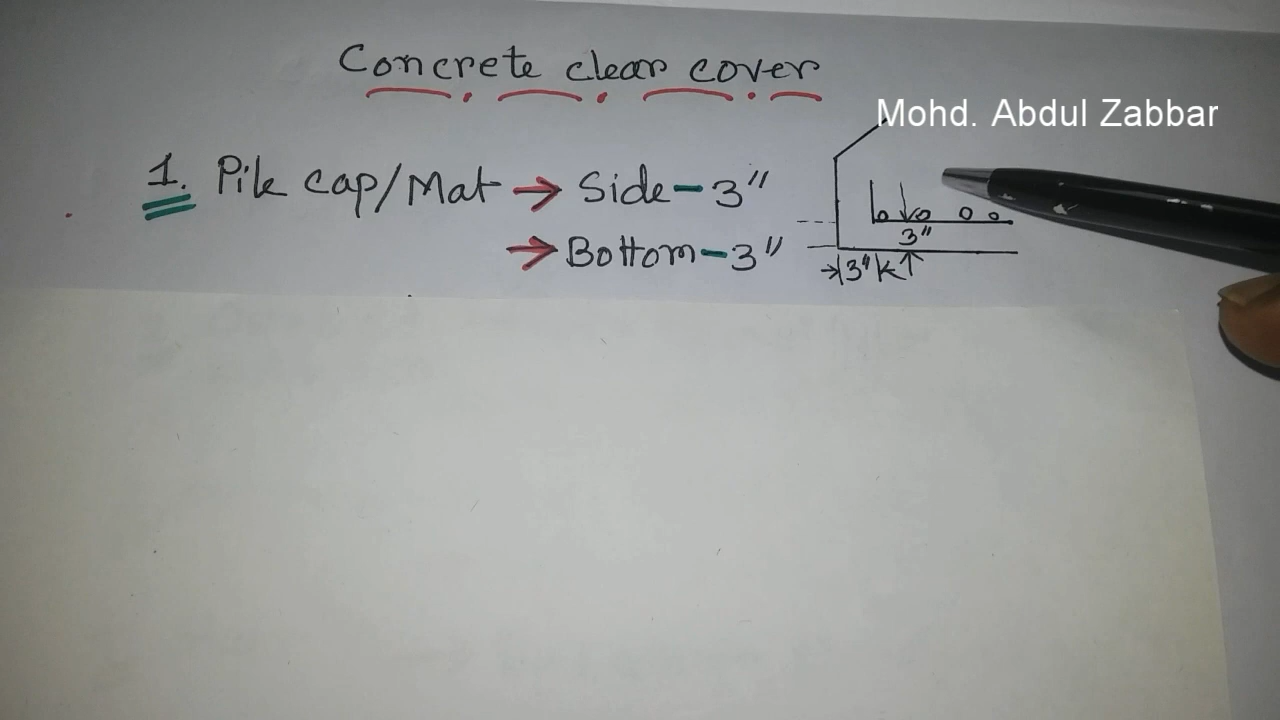 Concrete clear cover
Mohd. Abdul Zabbar
1. Pile cap/Mat → Side-3"
→ Bottom-3"
3"
3"